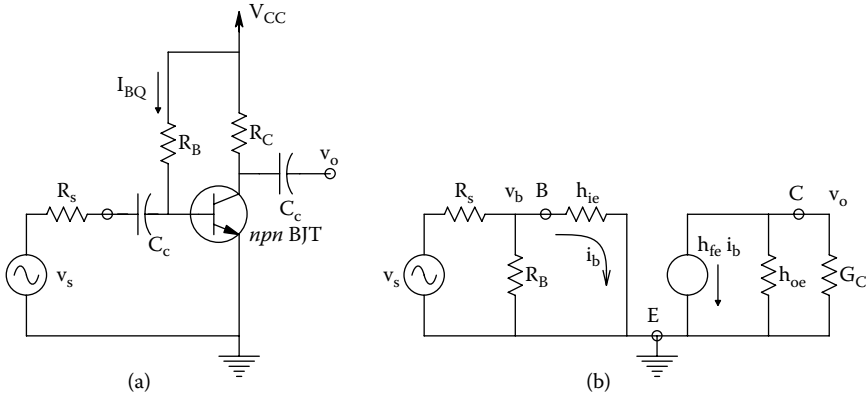 V_CC
I_BQ
R_B
R_C
v_o
R_s
C_c
C_c
npn BJT
v_s
(a)
R_s
v_b
B
h_ie
C
v_o
v_s
R_B
i_b
h_fe i_b
h_oe
G_C
E
(b)